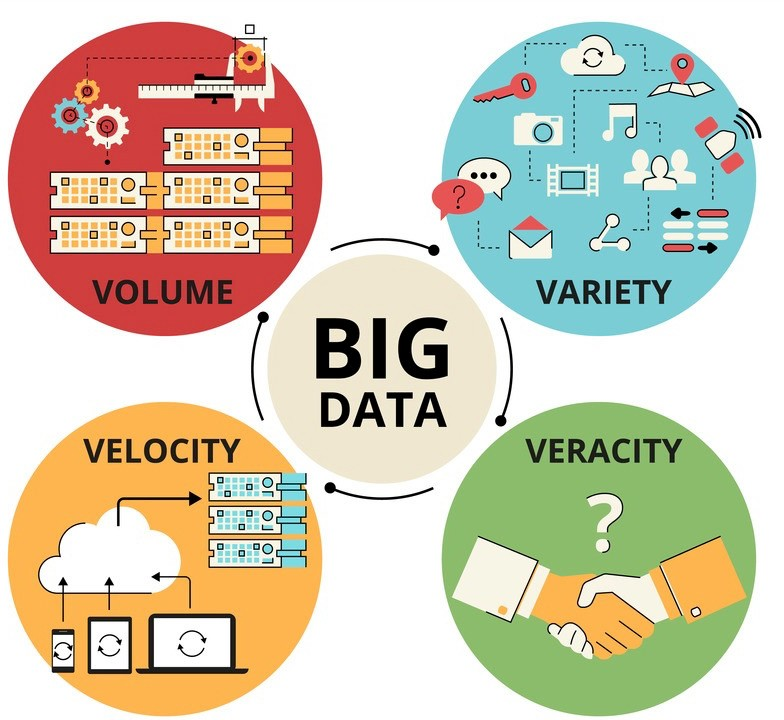 VOLUME
VARIETY
BIG
DATA
VELOCITY
VERACITY
?
?